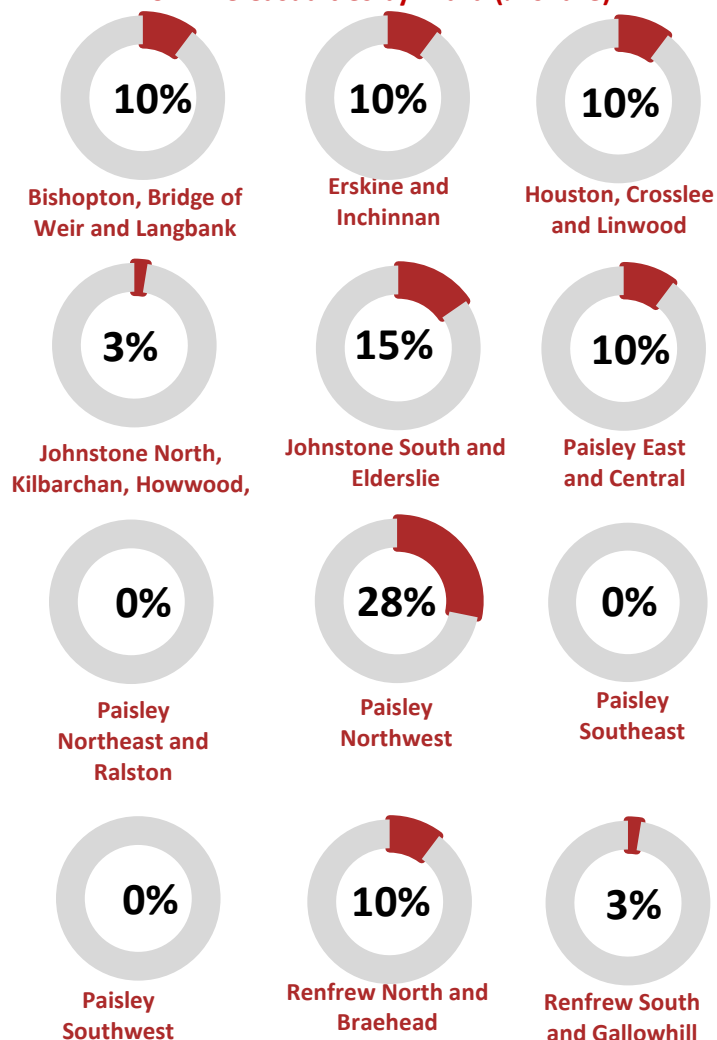 10%
10%
10%
Bishopton, Bridge of
Weir and Langbank
Erskine and
Inchinnan
Houston, Crosslee
and Linwood
3%
15%
10%
Johnstone North,
Kilbarchan, Howwood,
Johnstone South and
Elderslie
Paisley East
and Central
0%
28%
0%
Paisley
Northeast and
Ralston
Paisley
Northwest
Paisley
Southeast
0%
10%
3%
Paisley
Southwest
Renfrew North and
Braehead
Renfrew South
and Gallowhill